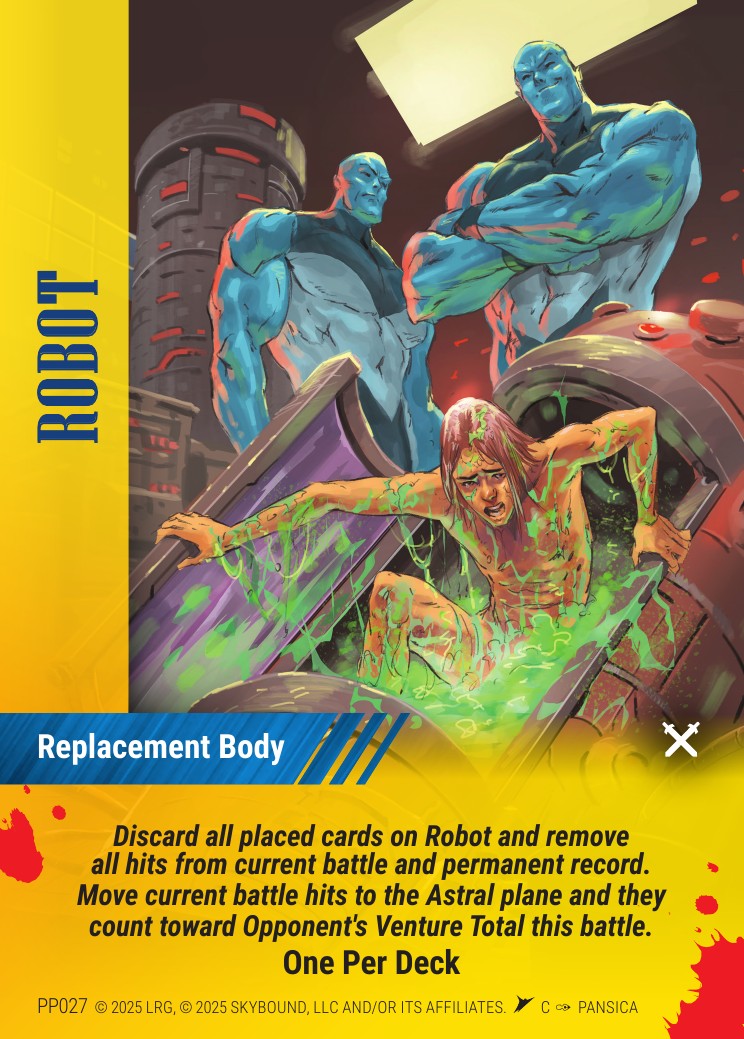 ROBOT
Replacement Body
Discard all placed cards on Robot and remove
all hits from current battle and permanent record.
Move current battle hits to the Astral plane and they
count toward Opponent's Venture Total this battle.
One Per Deck
PP027 © 2025 LRG, © 2025 SKYBOUND, LLC AND/OR ITS AFFILIATES. C PANSICA